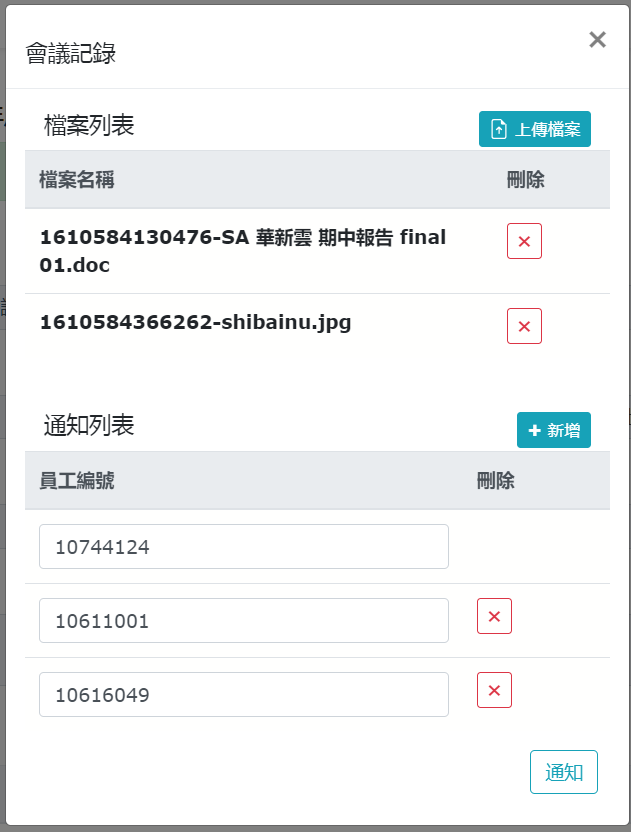 會議記錄
檔案列表
上傳檔案
檔案名稱 刪除
1610584130476-SA 華新雲 期中報告 final
01.doc
1610584366262-shibainu.jpg
通知列表
新增
員工編號 刪除
10744124
10611001
10616049
通知